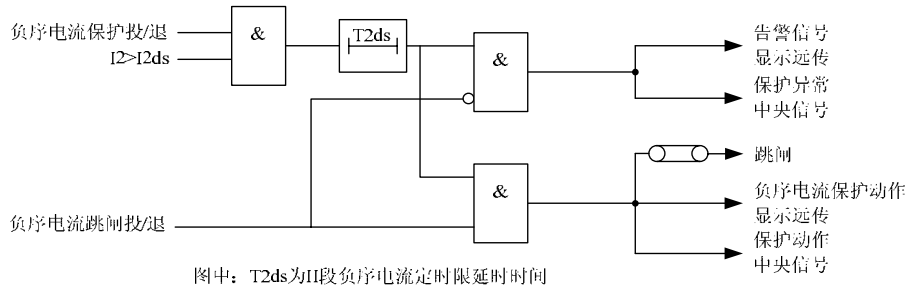 负序电流保护投/退
I2>I2ds
&
T2ds
&
告警信号
显示远传
保护异常
中央信号
&
跳闸
负序电流保护动作
显示远传
保护动作
中央信号
负序电流跳闸投/退
图中：T2ds为II段负序电流定时限延时时间